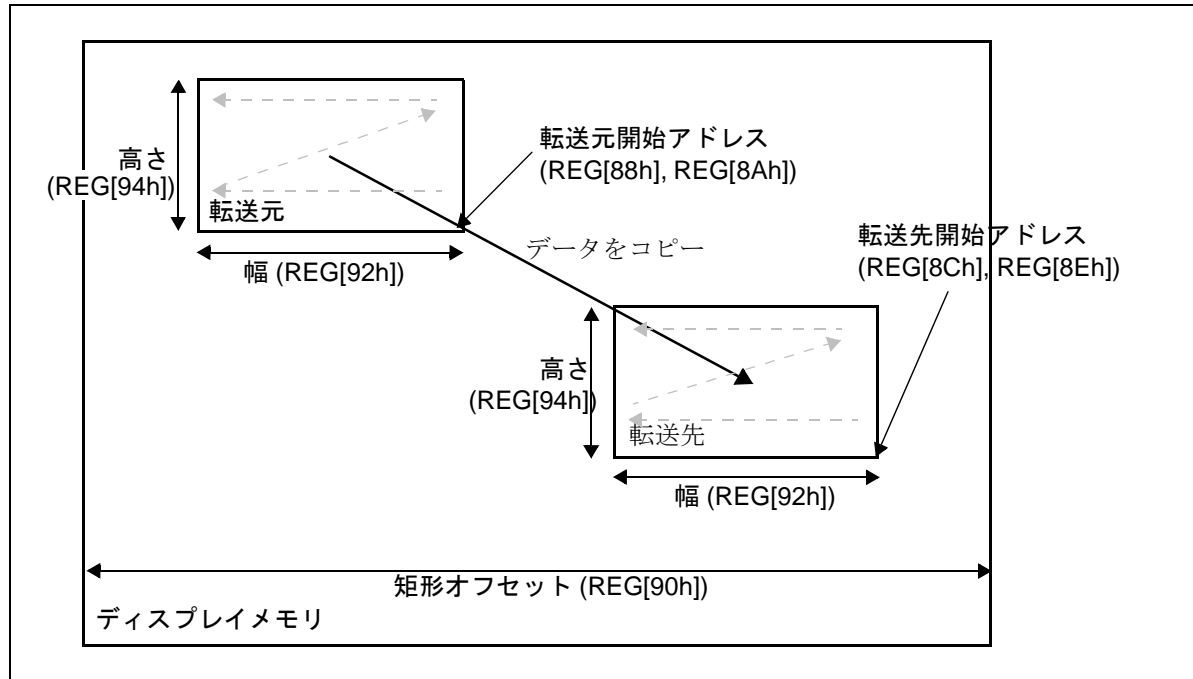 高さ
(REG[94h])
転送元
幅 (REG[92h])
転送元開始アドレス
(REG[88h], REG[8Ah])
データをコピー
転送先開始アドレス
(REG[8Ch], REG[8Eh])
高さ
(REG[94h])
転送先
幅 (REG[92h])
矩形オフセット (REG[90h])
ディスプレイメモリ